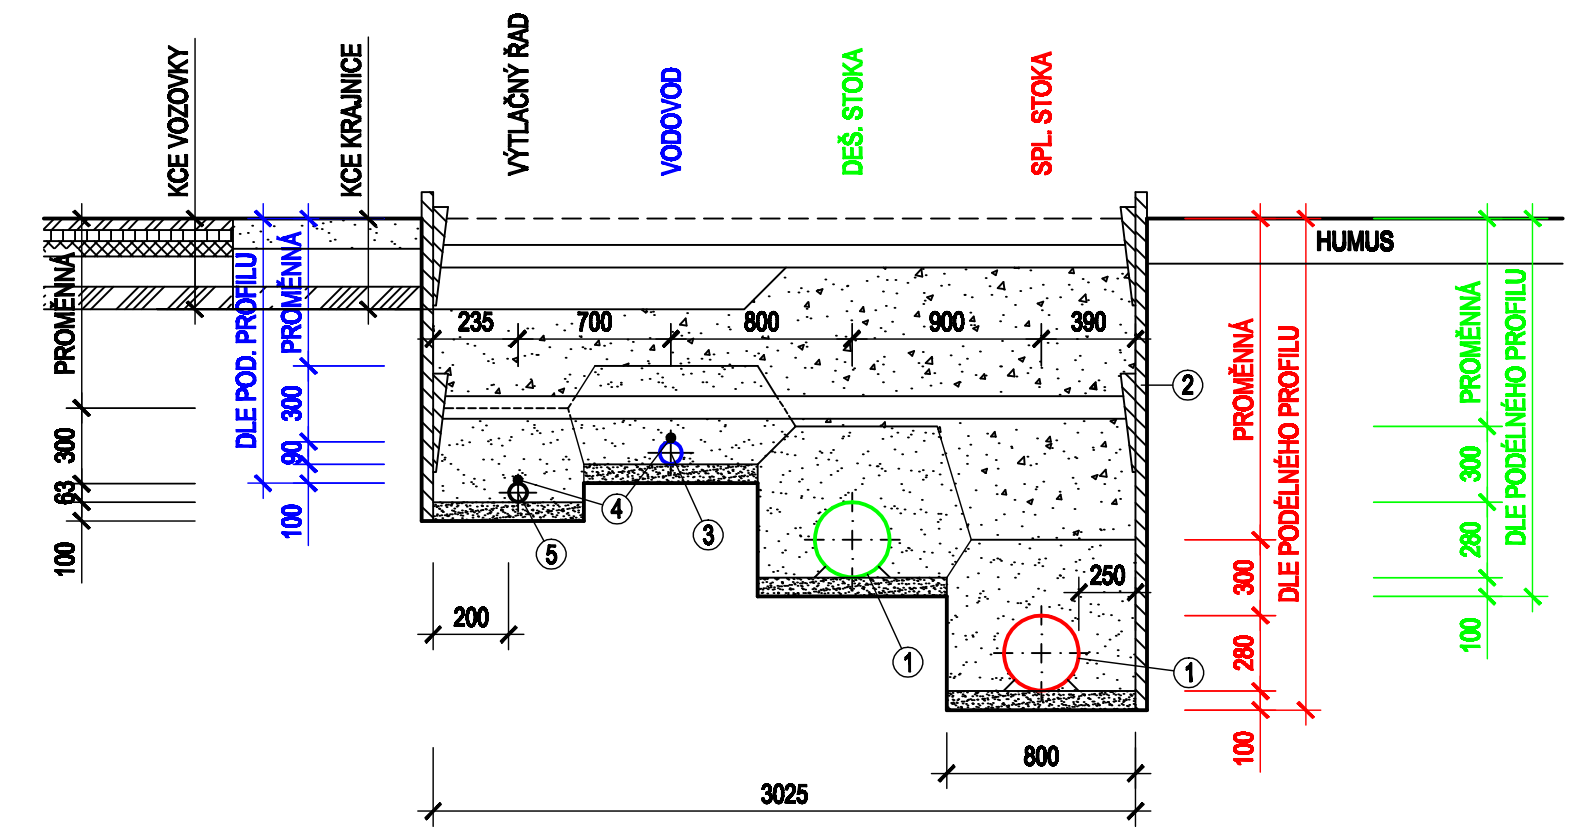 KCE VOZOVKY
KCE KRAJNICE
VÝTLAČNÝ ŘAD
VODOVOD
DEŠ. STOKA
SPL. STOKA
HUMUS
PROMĚNNÁ
300
63
100
DLE POD. PROFILU
PROMĚNNÁ
300
90
100
235
700
800
900
390
2
4
3
5
1
1
200
250
800
3025
PROMĚNNÁ
300
280
100
DLE PODÉLNÉHO PROFILU
PROMĚNNÁ
300
280
100
DLE PODÉLNÉHO PROFILU